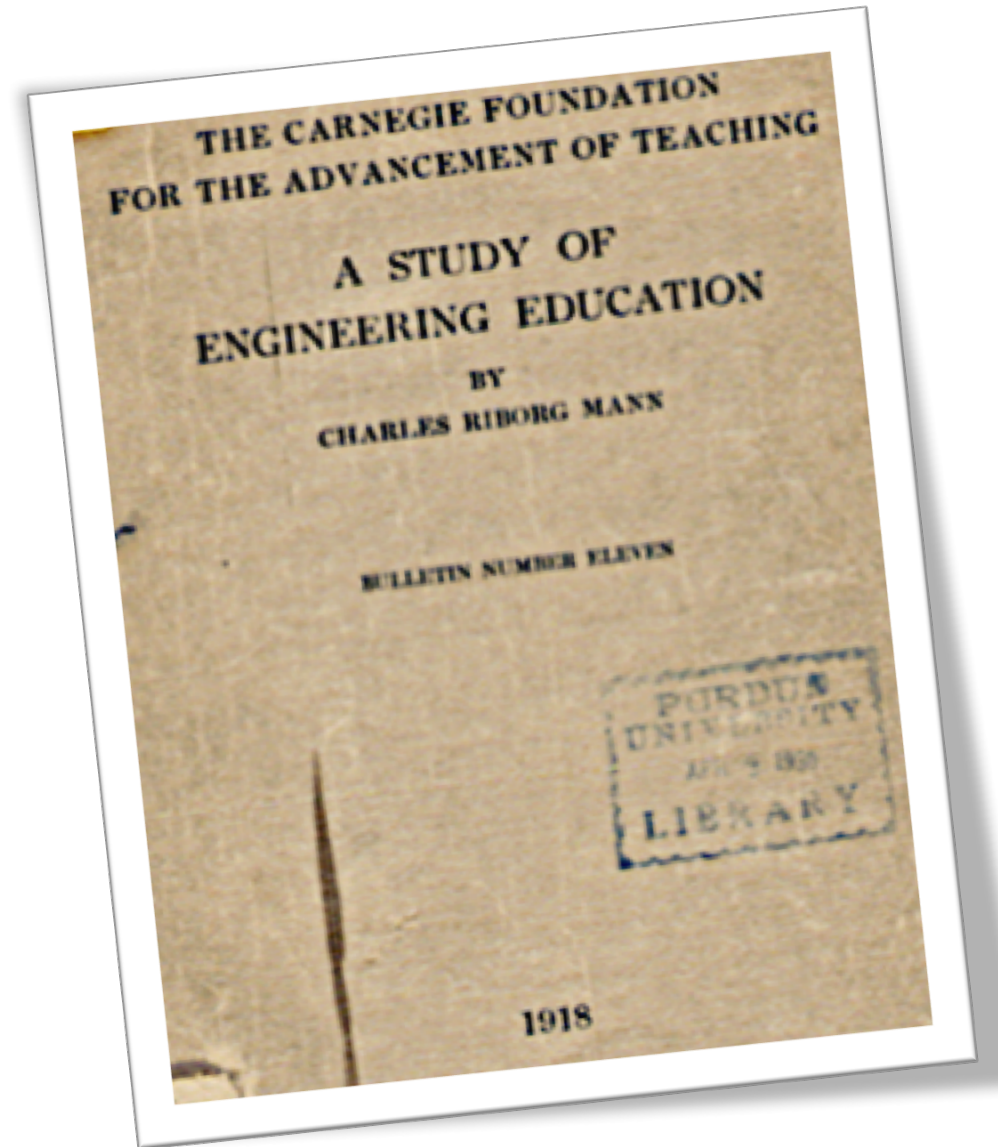 THE CARNEGIE FOUNDATION
FOR THE ADVANCEMENT OF TEACHING
A STUDY OF
ENGINEERING EDUCATION
BY
CHARLES RIBORG MANN
BULLETIN NUMBER ELEVEN
PURDUE
UNIVERSITY
LIBRARY
1918